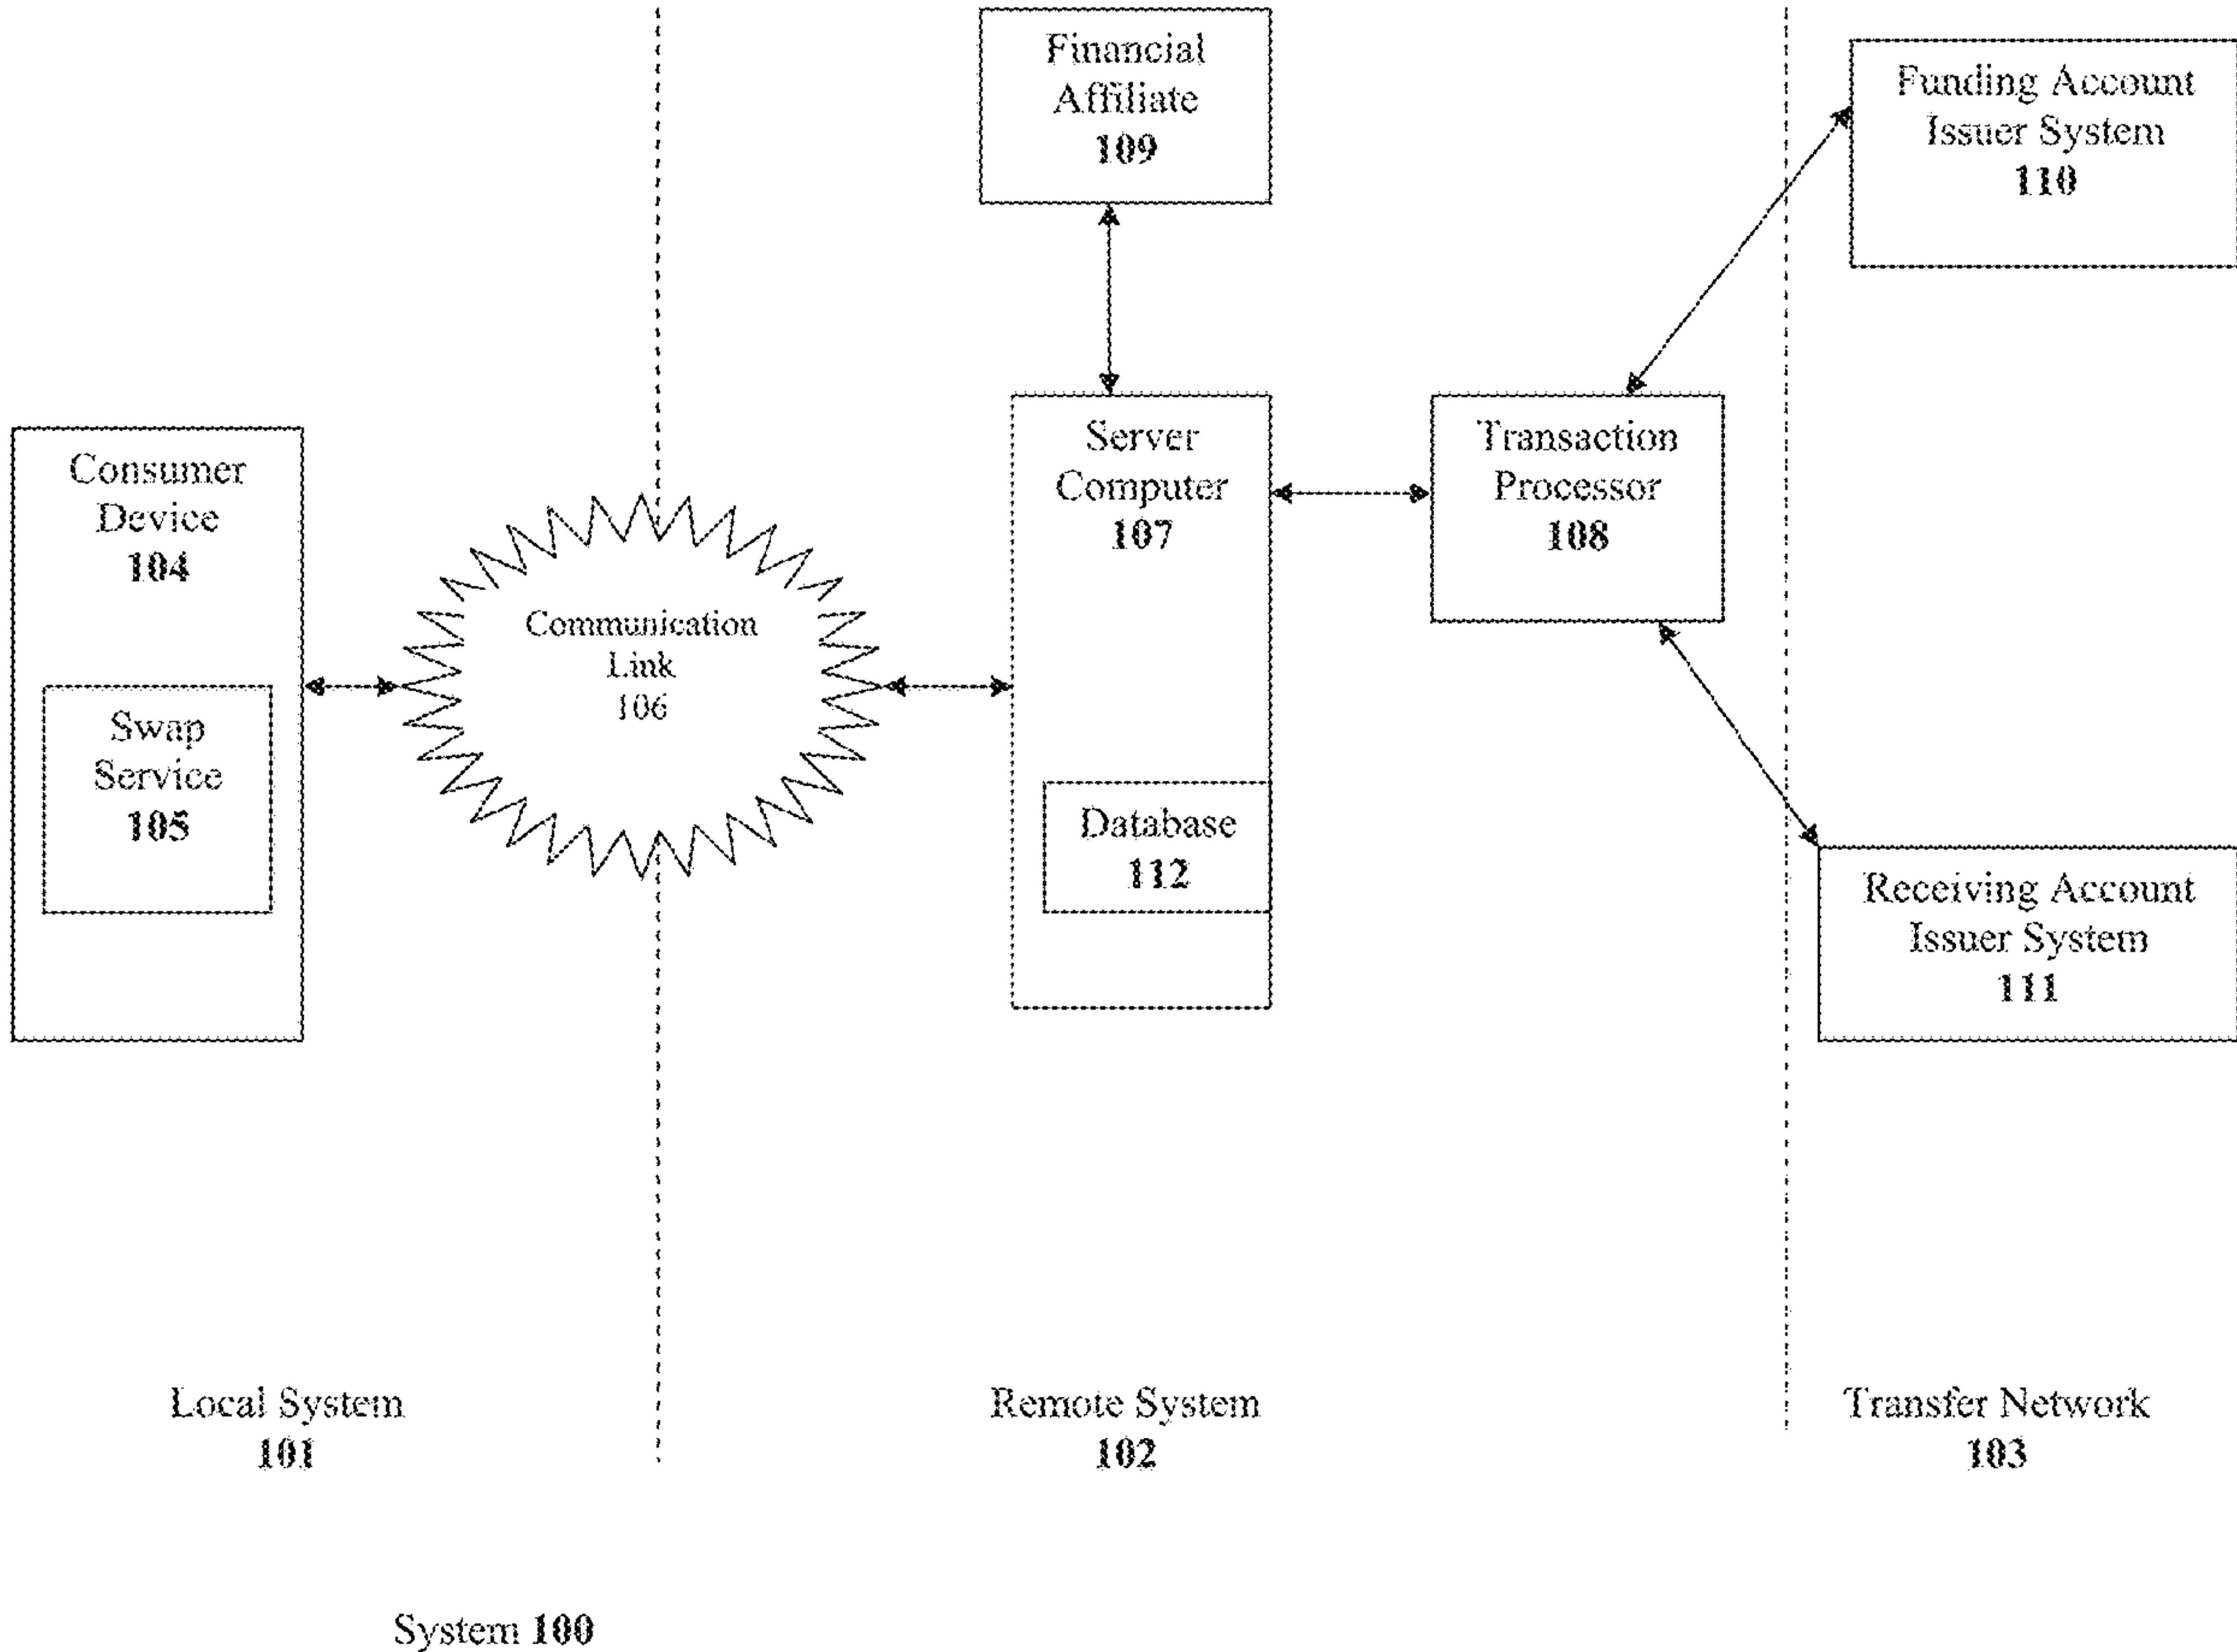 Financial
Affiliate
109
Funding Account
Issuer System
110
Consumer
Device
104
Swap
Service
105
Communication
Link
106
Server
Computer
107
Database
112
Transaction
Processor
108
Receiving Account
Issuer System
111
Local System
101
Remote System
102
Transfer Network
103
System 100